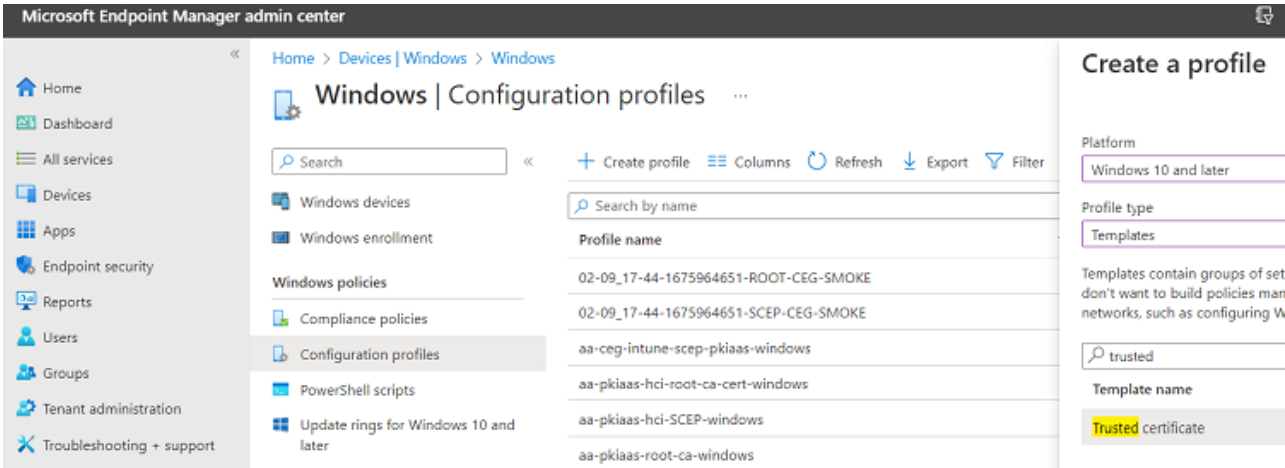 Microsoft Endpoint Manager admin center
Home
Dashboard
All services
Devices
Apps
Endpoint security
Reports
Users
Groups
Tenant administration
Troubleshooting + support
Home > Devices | Windows > Windows
Windows | Configuration profiles ...
Search
Windows devices
Windows enrollment
Windows policies
Compliance policies
Configuration profiles
PowerShell scripts
Update rings for Windows 10 and
later
Create profile Columns Refresh Export Filter
Search by name
Profile name
02-09_17-44-1675964651-ROOT-CEG-SMOKE
02-09_17-44-1675964651-SCEP-CEG-SMOKE
aa-ceg-intune-scep-pkiaas-windows
aa-pkiaas-hci-root-ca-cert-windows
aa-pkiaas-hci-SCEP-windows
aa-pkiaas-root-ca-windows
Create a profile
Platform
Windows 10 and later
Profile type
Templates
Templates contain groups of set
don't want to build policies man
networks, such as configuring W
trusted
Template name
Trusted certificate